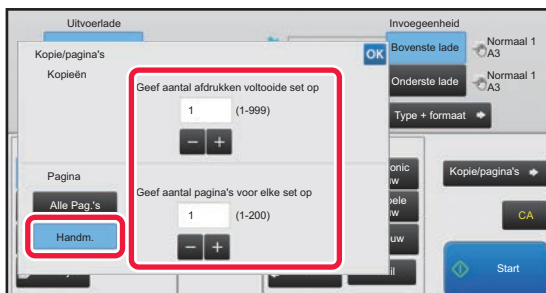 Uitvoerlade
Invoegeenheid
Kopie/pagina's
OK
Bovenste lade
Normaal 1
A3
Kopieën
Geef aantal afdrukken voltooide set op
1 (1-999)
Onderste lade
Normaal 1
A3
Type + formaat
Pagina
Alle Pag.'s
Handm.
Geef aantal pagina's voor elke set op
1 (1-200)
Kopie/pagina's
CA
Start